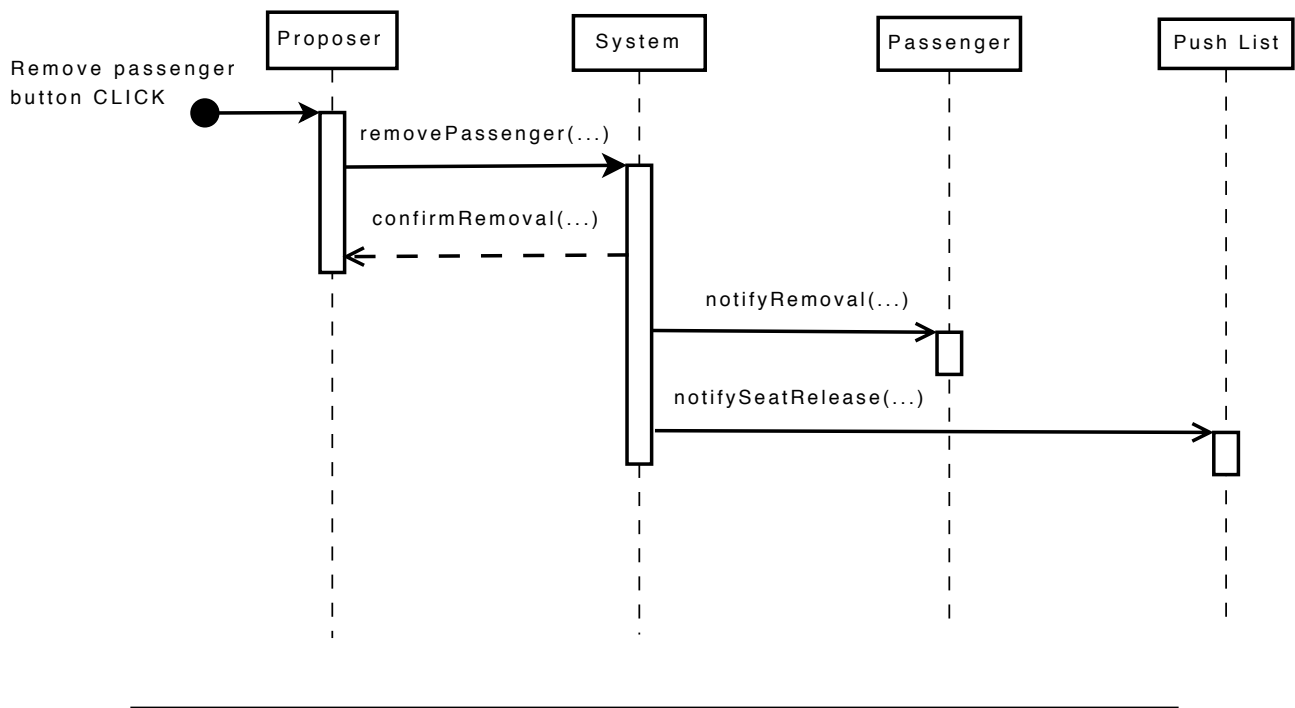 Proposer
System
Passenger
Push List
Remove passenger
button CLICK
removePassenger(...)
confirmRemoval(...)
notifyRemoval(...)
notifySeatRelease(...)